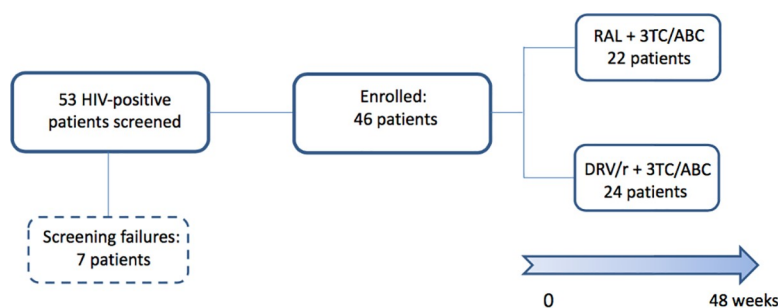 53 HIV-positive
patients screened
Screening failures:
7 patients
Enrolled:
46 patients
RAL + 3TC/ABC
22 patients
DRV/r + 3TC/ABC
24 patients
0 48 weeks